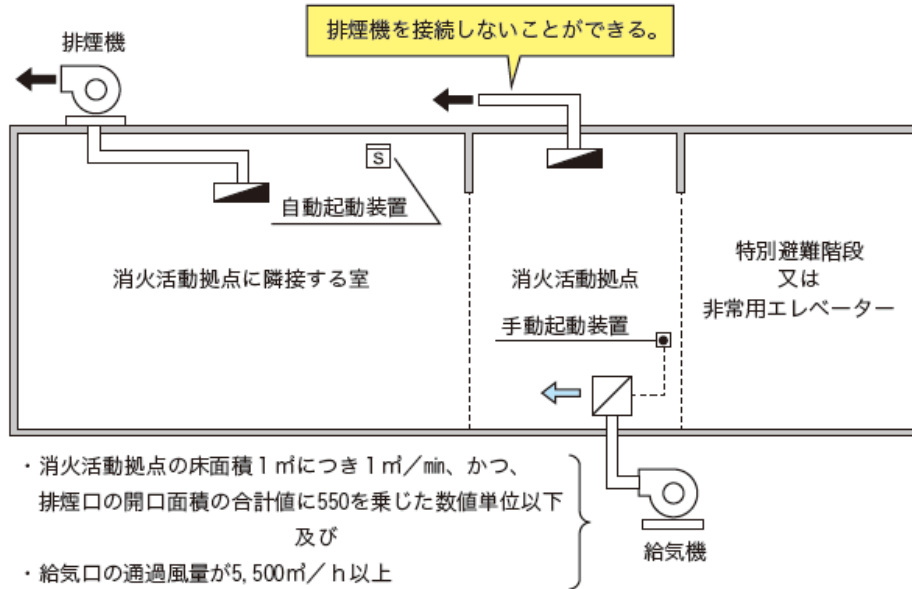 排煙機を接続しないことができる。
排煙機
S
自動起動装置
消火活動拠点に隣接する室
消火活動拠点
手動起動装置
特別避難階段
又は
非常用エレベーター
・消火活動拠点の床面積1㎡につき1㎥/min、かつ、
排煙口の開口面積の合計値に550を乗じた数値単位以下
及び
・給気口の通過風量が5,500㎥/h以上
給気機